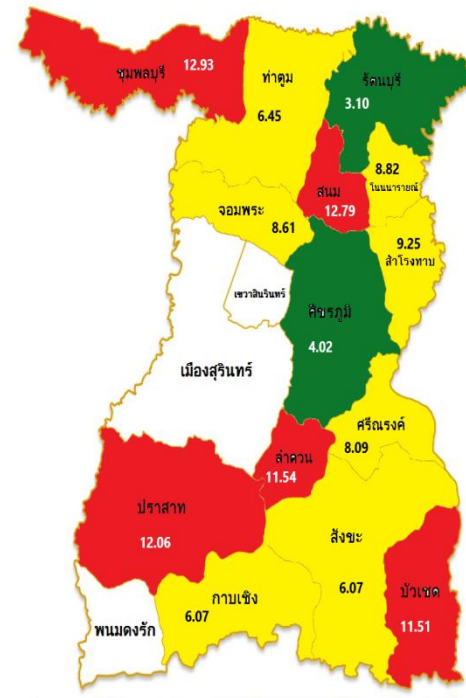 ชุมพลบุรี 12.93
ท่าตูม
6.45
รัตนบุรี
3.10
สนม
12.79
8.82
โนนนารายณ์
จอมพระ 8.61
9.25
สำโรงทาบ
เขวาสินรินทร์
ศีขรภูมิ
4.02
เมืองสุรินทร์
ศรีณรงค์
8.09
ลำดวน
11.54
ปราสาท
12.06
สังขะ
6.07
บัวเชด
11.51
กาบเชิง
6.07
พนมดงรัก